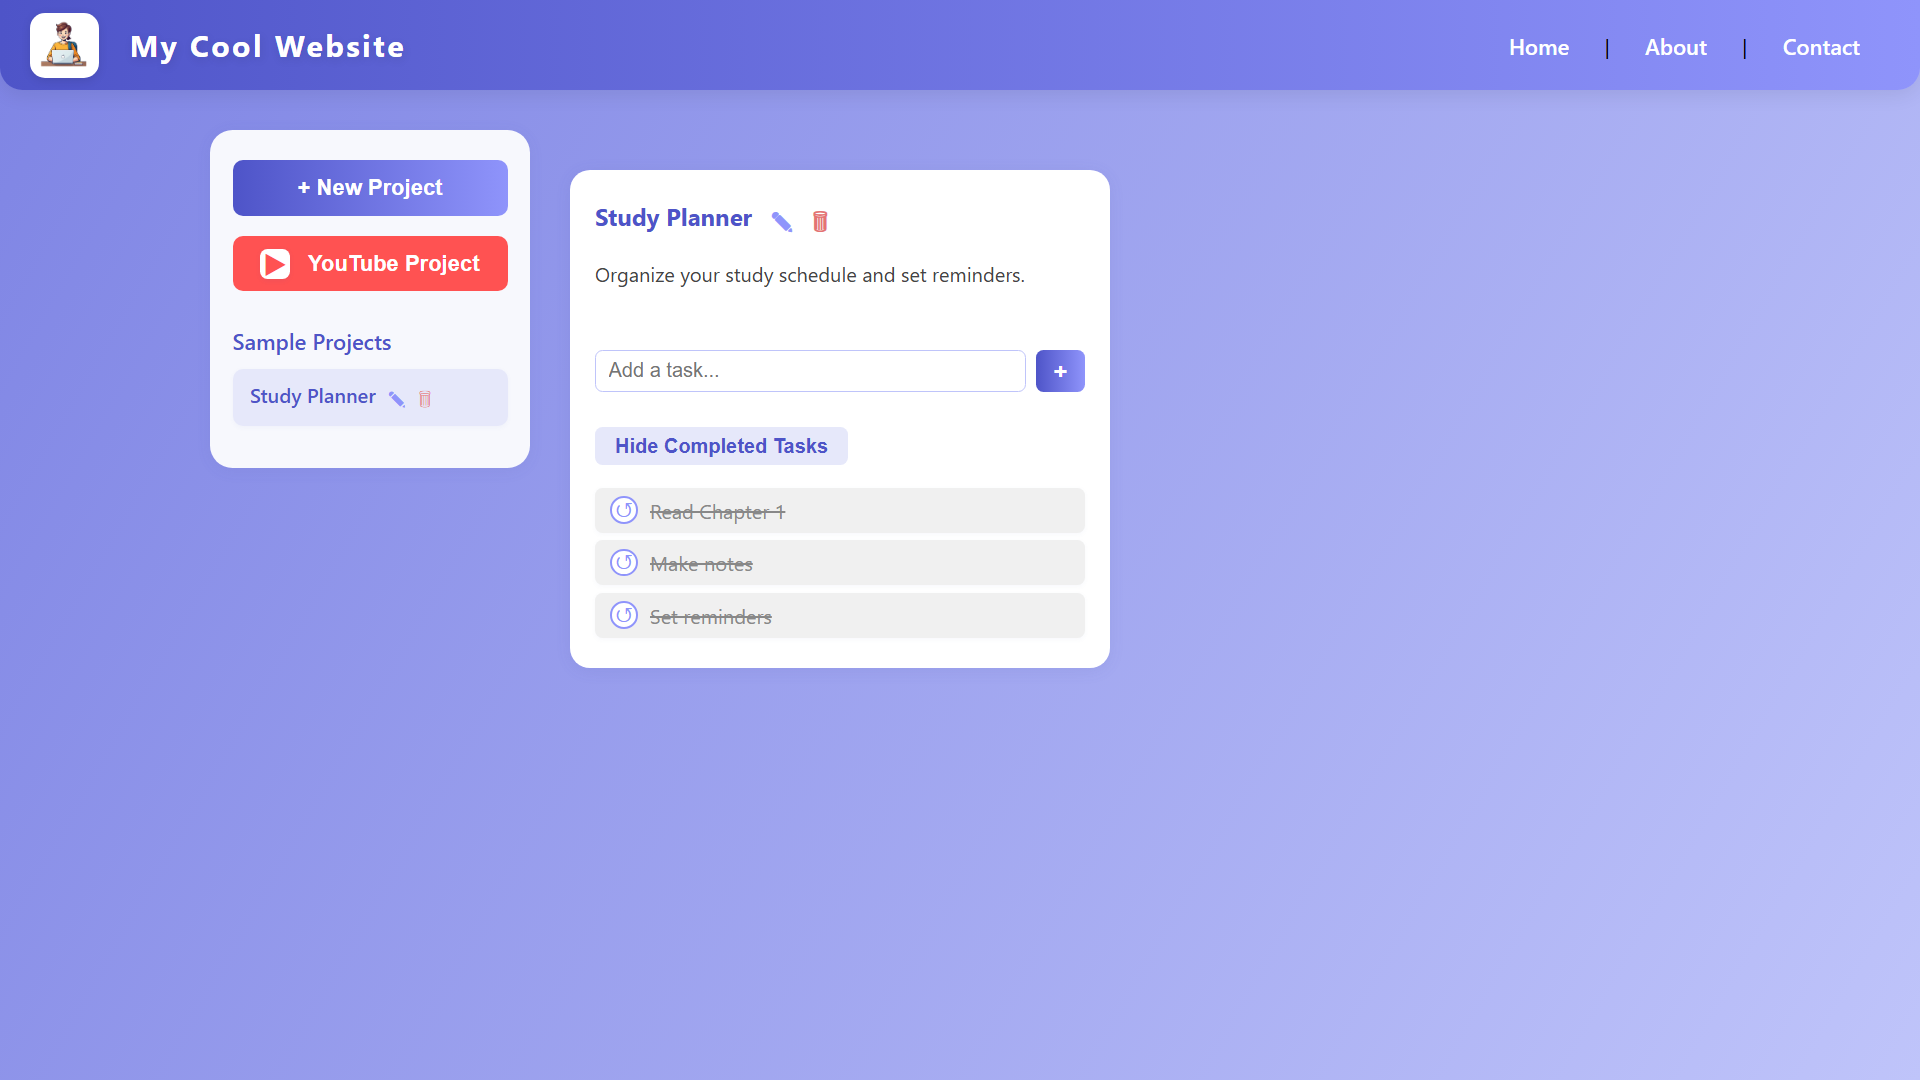 My Cool Website
Home | About | Contact
+ New Project
YouTube Project
Sample Projects
Study Planner
Study Planner
Organize your study schedule and set reminders.
Add a task...
+
Hide Completed Tasks
Read Chapter 1
Make notes
Set reminders